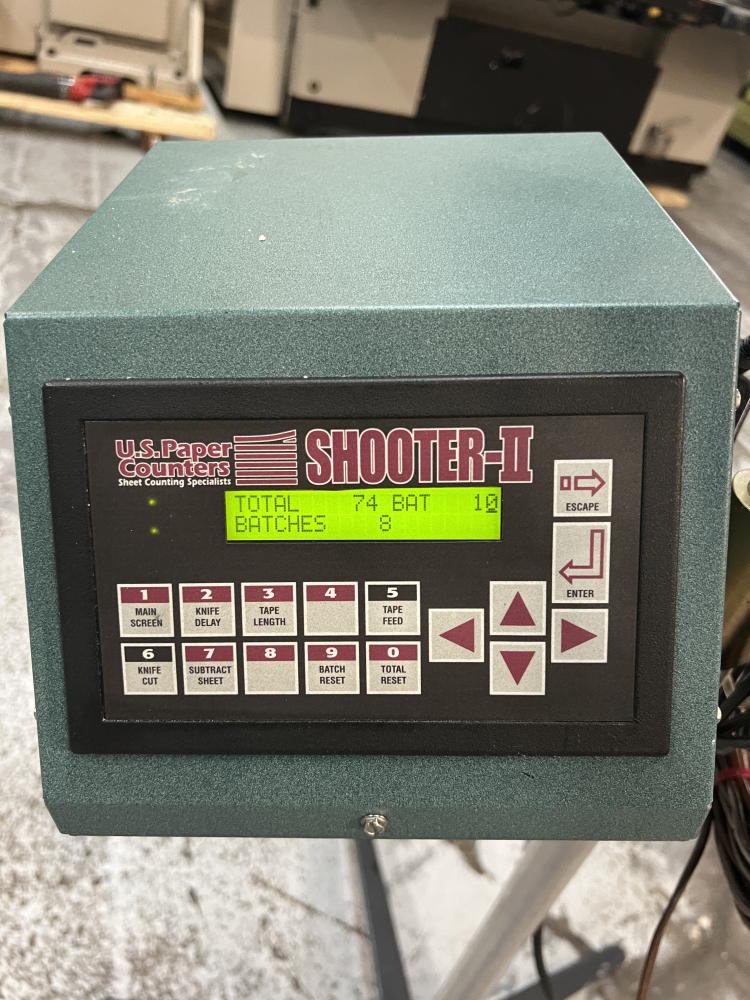 U.S.Paper
Counters
Sheet Counting Specialists
SHOOTER-II
TOTAL 74 BAT 10
BATCHES 8
ESCAPE
ENTER
1
MAIN
SCREEN
2
KNIFE
DELAY
3
TAPE
LENGTH
4
5
TAPE
FEED
6
KNIFE
CUT
7
SUBTRACT
SHEET
8
9
BATCH
RESET
0
TOTAL
RESET